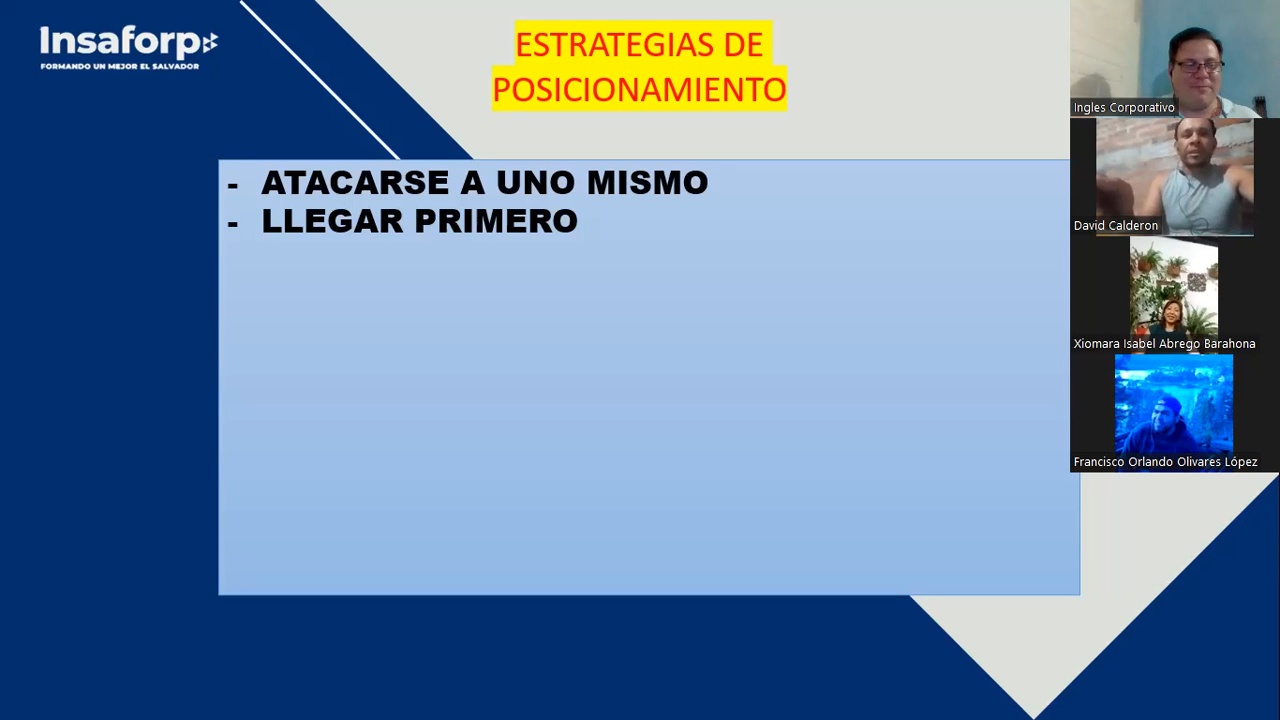 Insaforp
FORMANDO UN MEJOR EL SALVADOR
ESTRATEGIAS DE
POSICIONAMIENTO
- ATACARSE A UNO MISMO
- LLEGAR PRIMERO
Ingles Corporativo
David Calderon
Xiomara Isabel Abrego Barahona
Francisco Orlando Olivares López